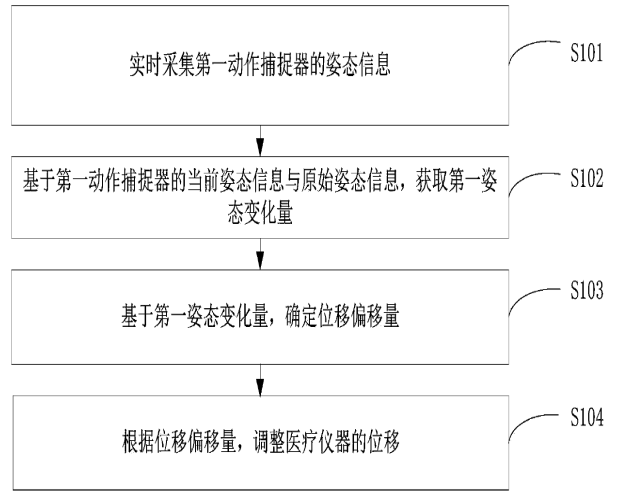 实时采集第一动作捕捉器的姿态信息
S101
基于第一动作捕捉器的当前姿态信息与原始姿态信息，获取第一姿
态变化量
S102
基于第一姿态变化量，确定位移偏移量
S103
根据位移偏移量，调整医疗仪器的位移
S104